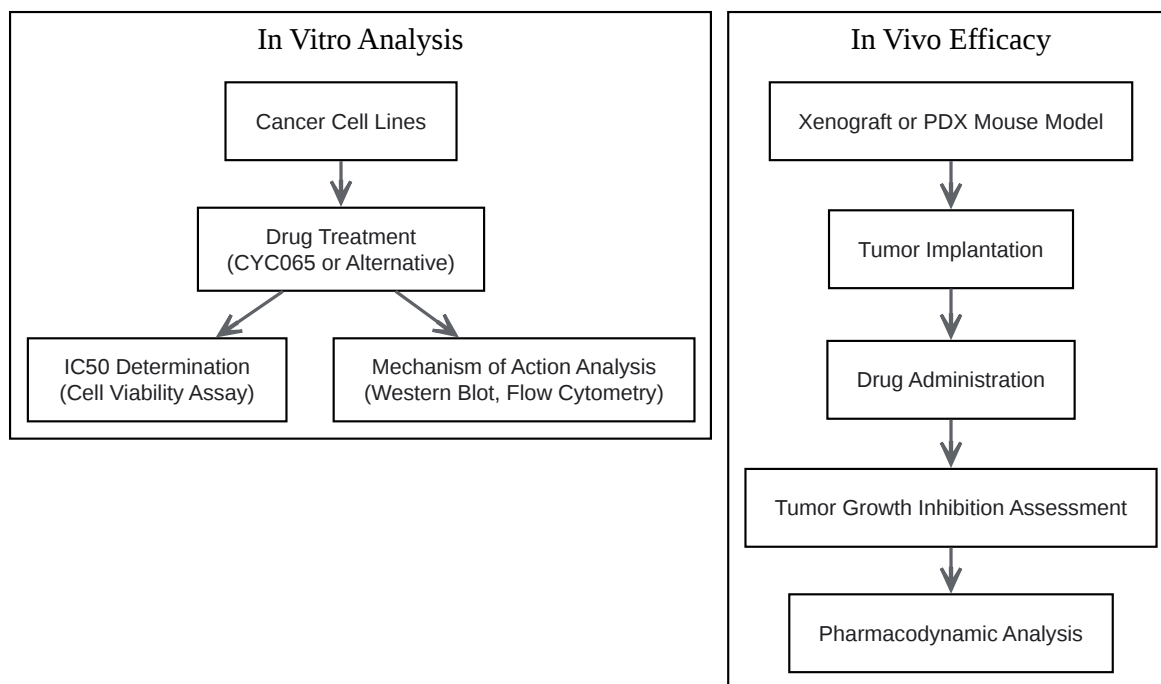 In Vitro Analysis
Cancer Cell Lines
Drug Treatment
(CYC065 or Alternative)
IC50 Determination
(Cell Viability Assay)
Mechanism of Action Analysis
(Western Blot, Flow Cytometry)
In Vivo Efficacy
Xenograft or PDX Mouse Model
Tumor Implantation
Drug Administration
Tumor Growth Inhibition Assessment
Pharmacodynamic Analysis